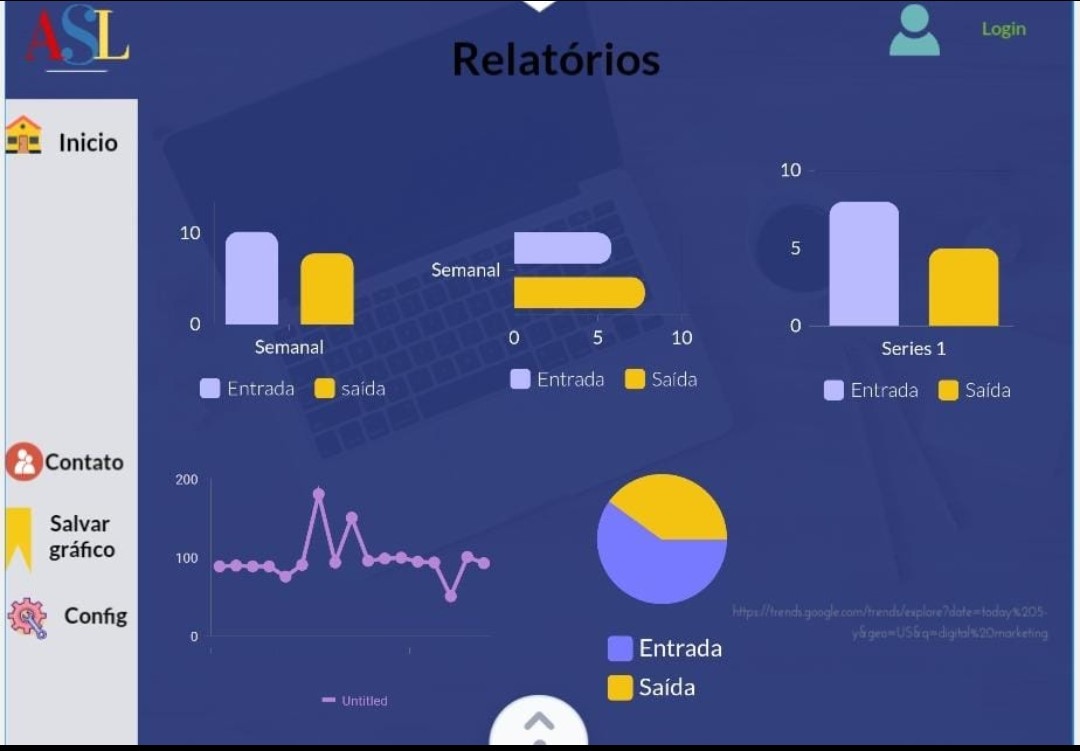 ASL
Relatórios
Login
Inicio
10
0
Semanal
Entrada saída
Semanal
0 5 10
Entrada Saída
10
5
0
Series 1
Entrada Saída
Contato
Salvar
gráfico
Config
200
100
0
Untitled
Entrada
Saída
https://trends.google.com/trends/explore?date=today%205-
y&geo=US&q=digital%20marketing